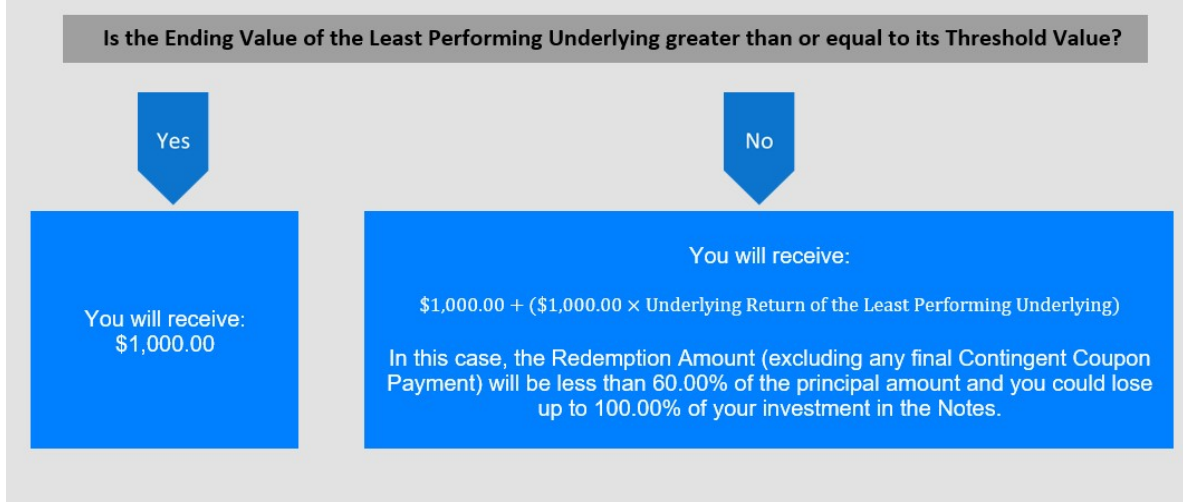 Is the Ending Value of the Least Performing Underlying greater than or equal to its Threshold Value?
Yes
No
You will receive:
$1,000.00
You will receive:
$1,000.00 + ($1,000.00 × Underlying Return of the Least Performing Underlying)
In this case, the Redemption Amount (excluding any final Contingent Coupon
Payment) will be less than 60.00% of the principal amount and you could lose
up to 100.00% of your investment in the Notes.